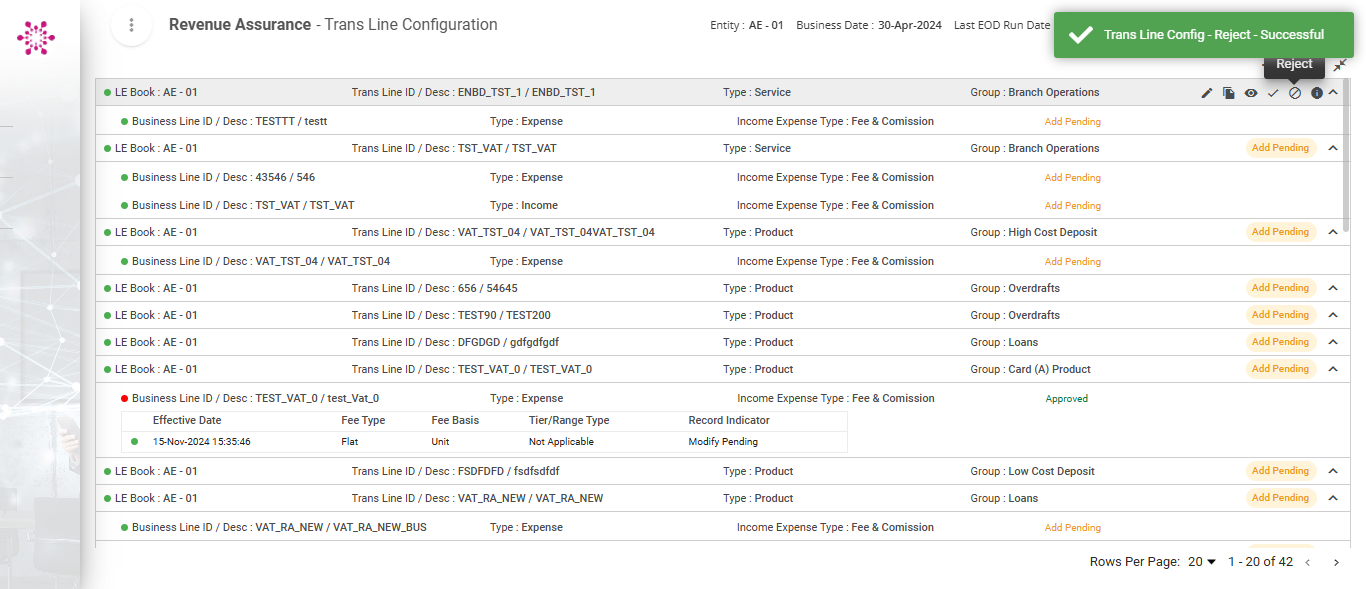 Revenue Assurance - Trans Line Configuration
Entity : AE - 01 Business Date : 30-Apr-2024 Last EOD Run Date
Trans Line Config - Reject - Successful
Reject
LE Book : AE - 01 Trans Line ID / Desc : ENBD_TST_1 / ENBD_TST_1 Type : Service Group : Branch Operations
Business Line ID / Desc : TESTTT / testt Type : Expense Income Expense Type : Fee & Comission Add Pending
LE Book : AE - 01 Trans Line ID / Desc : TST_VAT / TST_VAT Type : Service Group : Branch Operations Add Pending
Business Line ID / Desc : 43546 / 546 Type : Expense Income Expense Type : Fee & Comission Add Pending
Business Line ID / Desc : TST_VAT / TST_VAT Type : Income Income Expense Type : Fee & Comission Add Pending
LE Book : AE - 01 Trans Line ID / Desc : VAT_TST_04 / VAT_TST_04VAT_TST_04 Type : Product Group : High Cost Deposit Add Pending
Business Line ID / Desc : VAT_TST_04 / VAT_TST_04 Type : Expense Income Expense Type : Fee & Comission Add Pending
LE Book : AE - 01 Trans Line ID / Desc : 656 / 54645 Type : Product Group : Overdrafts Add Pending
LE Book : AE - 01 Trans Line ID / Desc : TEST90 / TEST200 Type : Product Group : Overdrafts Add Pending
LE Book : AE - 01 Trans Line ID / Desc : DFGDGD / gdfgdfgdf Type : Product Group : Loans Add Pending
LE Book : AE - 01 Trans Line ID / Desc : TEST_VAT_0 / TEST_VAT_0 Type : Product Group : Card (A) Product Add Pending
Business Line ID / Desc : TEST_VAT_0 / test_Vat_0 Type : Expense Income Expense Type : Fee & Comission Approved
Effective Date Fee Type Fee Basis Tier/Range Type Record Indicator
15-Nov-2024 15:35:46 Flat Unit Not Applicable Modify Pending
LE Book : AE - 01 Trans Line ID / Desc : FSDFDFD / fsdfsdfdf Type : Product Group : Low Cost Deposit Add Pending
LE Book : AE - 01 Trans Line ID / Desc : VAT_RA_NEW / VAT_RA_NEW Type : Product Group : Loans Add Pending
Business Line ID / Desc : VAT_RA_NEW / VAT_RA_NEW_BUS Type : Expense Income Expense Type : Fee & Comission Add Pending
Rows Per Page: 20 1 - 20 of 42